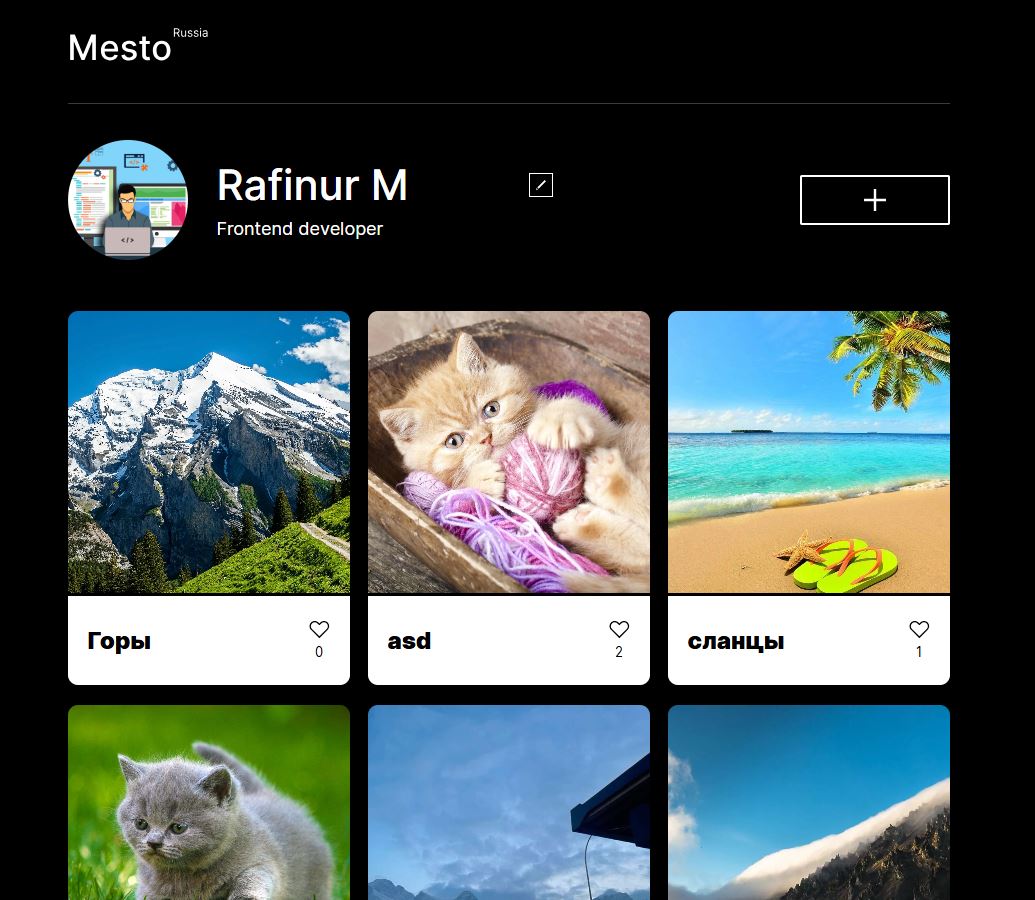 Mesto
Russia
Rafinur M
Frontend developer
Горы
0
asd
2
сланцы
1